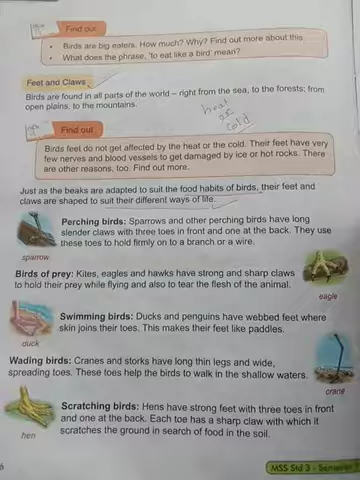 Find out
• Birds are big eaters. How much? Why? Find out more about this.
• What does the phrase, 'to eat like a bird' mean?
Feet and Claws
Birds are found in all parts of the world – right from the sea, to the forests; from
open plains, to the mountains.
heat
or
cold
Find out
Birds feet do not get affected by the heat or the cold. Their feet have very
few nerves and blood vessels to get damaged by ice or hot rocks. There
are other reasons, too. Find out more.
Just as the beaks are adapted to suit the food habits of birds, their feet and
claws are shaped to suit their different ways of life.
Perching birds: Sparrows and other perching birds have long
slender claws with three toes in front and one at the back. They use
these toes to hold firmly on to a branch or a wire.
sparrow
Birds of prey: Kites, eagles and hawks have strong and sharp claws
to hold their prey while flying and also to tear the flesh of the animal.
eagle
Swimming birds: Ducks and penguins have webbed feet where
skin joins their toes. This makes their feet like paddles.
duck
Wading birds: Cranes and storks have long thin legs and wide,
spreading toes. These toes help the birds to walk in the shallow waters.
crane
Scratching birds: Hens have strong feet with three toes in front
and one at the back. Each toe has a sharp claw with which it
scratches the ground in search of food in the soil.
hen
6
MSS Std 3 - Semester